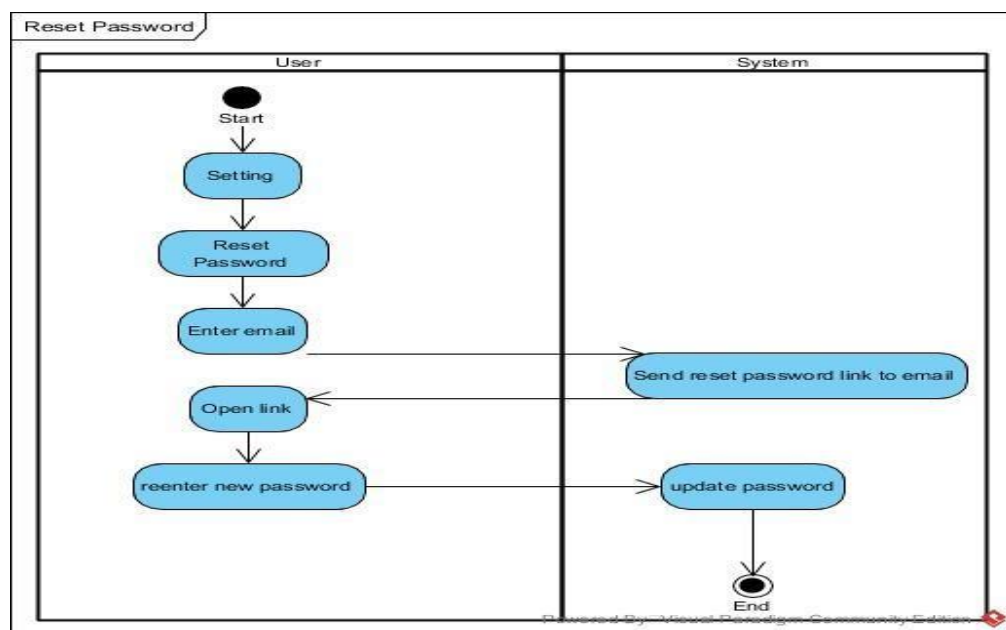 Reset Password
User
System
Start
Setting
Reset
Password
Enter email
Send reset password link to email
Open link
reenter new password
update password
End
Powered By: Visual Paradigm Community Edition